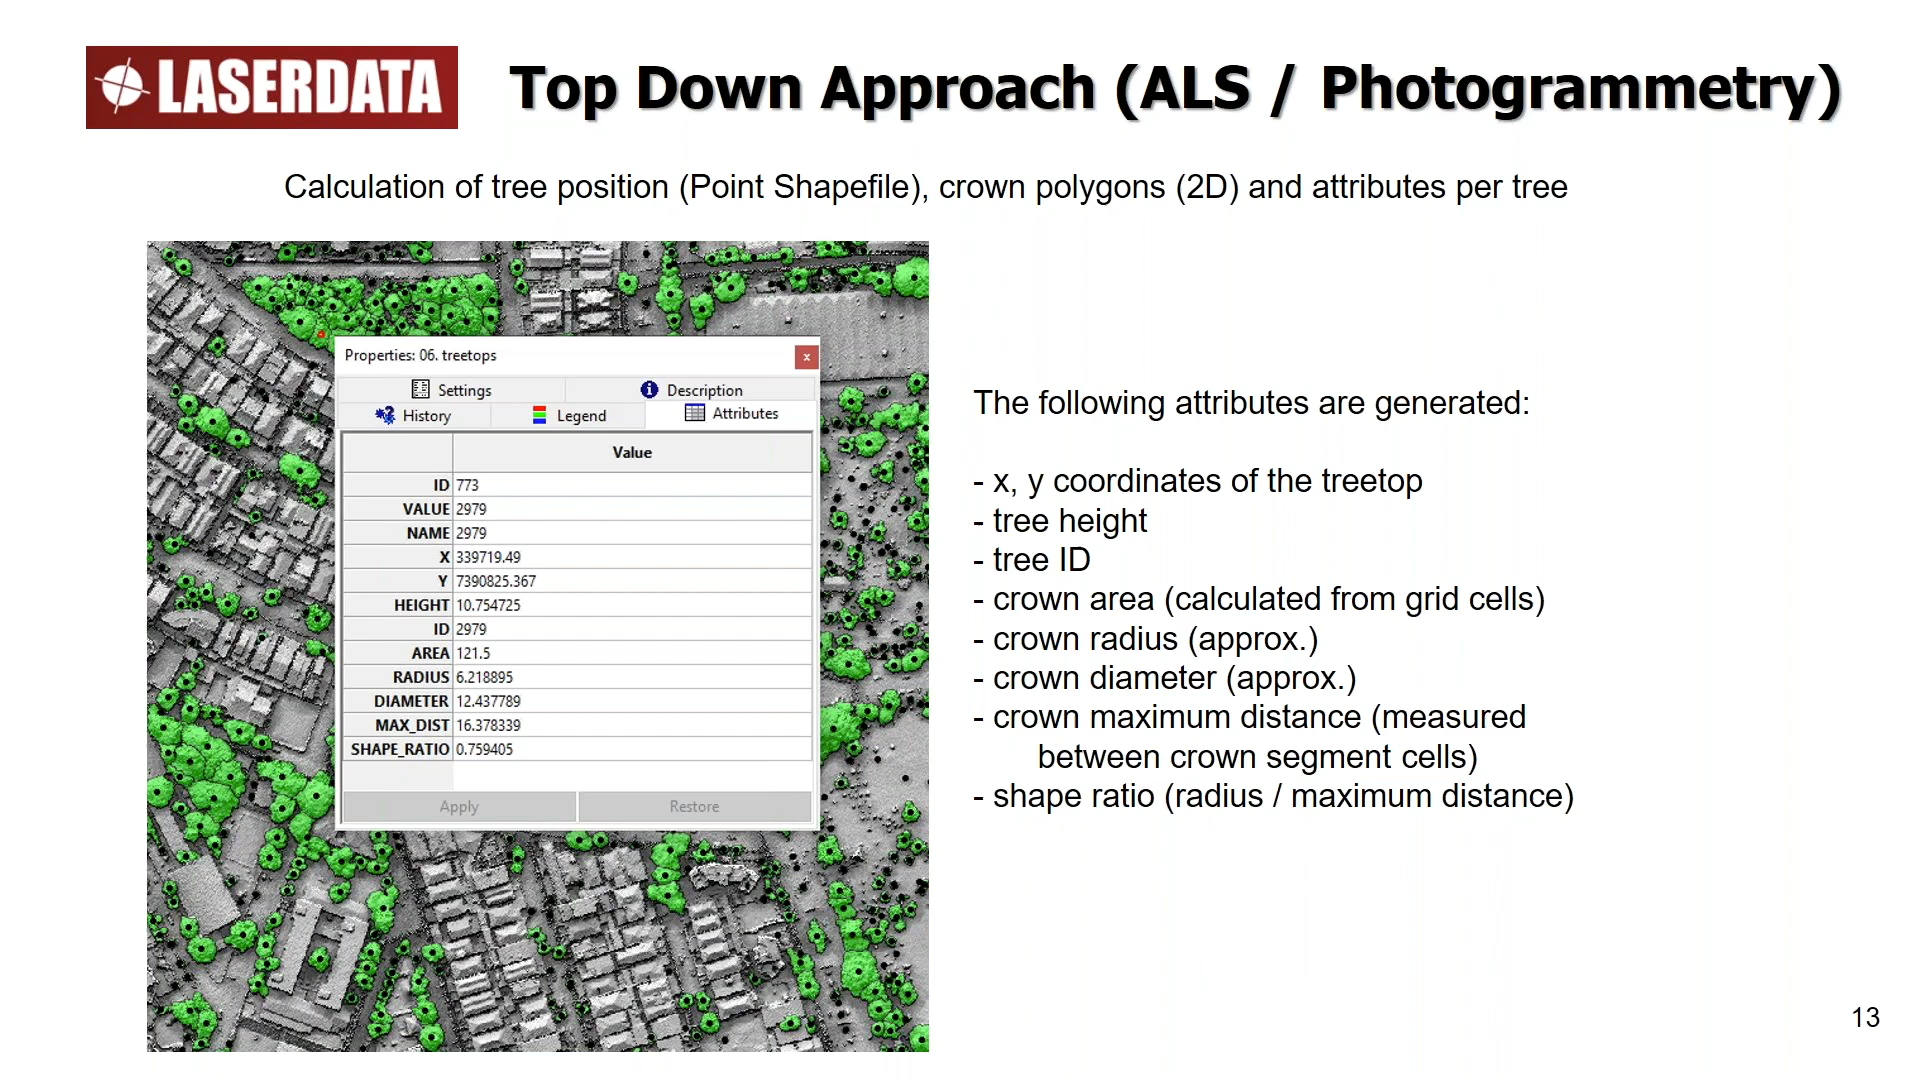 LASERDATA
Top Down Approach (ALS / Photogrammetry)
Calculation of tree position (Point Shapefile), crown polygons (2D) and attributes per tree
Properties: 06. treetops
x
Settings
Description
History
Legend
Attributes
Value
ID 773
VALUE 2979
NAME 2979
X 339719.49
Y 7390825.367
HEIGHT 10.754725
ID 2979
AREA 121.5
RADIUS 6.218895
DIAMETER 12.437789
MAX_DIST 16.378339
SHAPE_RATIO 0.759405
Apply
Restore
The following attributes are generated:
- x, y coordinates of the treetop
- tree height
- tree ID
- crown area (calculated from grid cells)
- crown radius (approx.)
- crown diameter (approx.)
- crown maximum distance (measured
between crown segment cells)
- shape ratio (radius / maximum distance)
13